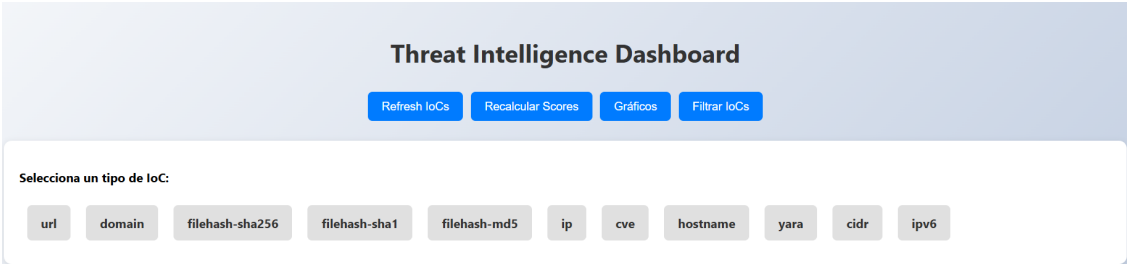 Threat Intelligence Dashboard
Refresh IoCs Recalcular Scores Gráficos Filtrar IoCs
Selecciona un tipo de IoC:
url domain filehash-sha256 filehash-sha1 filehash-md5 ip cve hostname yara cidr ipv6